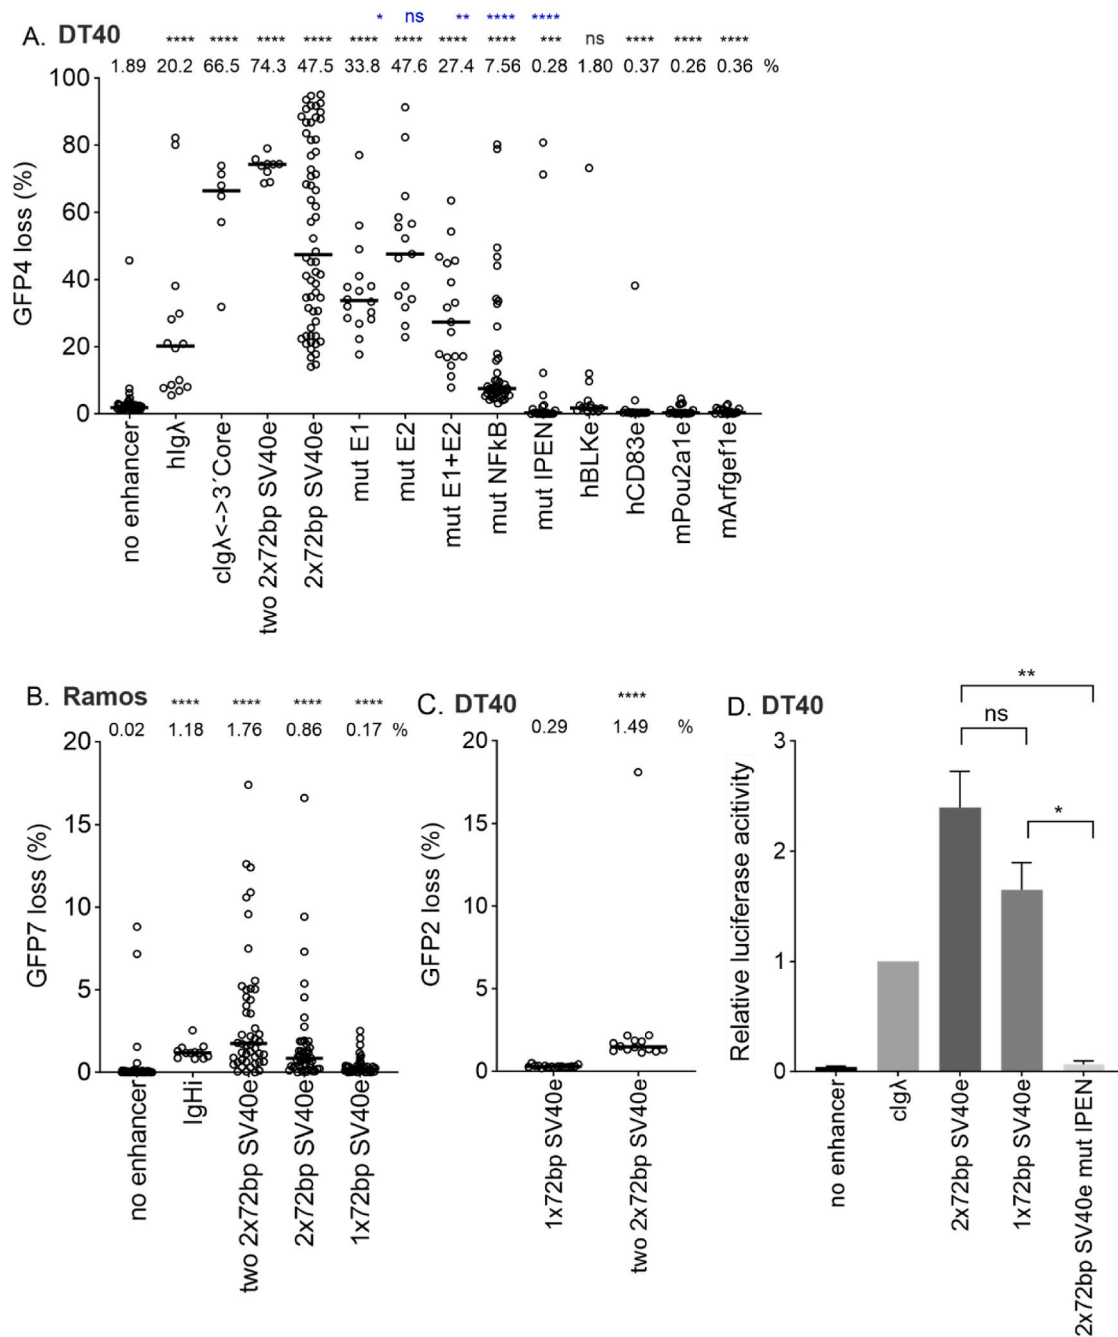 * ns ** **** ****
A. DT40 **** **** **** **** **** **** **** **** *** ns **** **** ****
1.89 20.2 66.5 74.3 47.5 33.8 47.6 27.4 7.56 0.28 1.80 0.37 0.26 0.36 %
GFP4 loss (%)
100
80
60
40
20
0
no enhancer
hIgλ
cIgλ<->3´Core
two 2x72bp SV40e
2x72bp SV40e
mut E1
mut E2
mut E1+E2
mut NFkB
mut IPEN
hBLKe
hCD83e
mPou2a1e
mArfgef1e
B. Ramos **** **** **** ****
0.02 1.18 1.76 0.86 0.17 %
GFP7 loss (%)
20
15
10
5
0
no enhancer
IgHi
two 2x72bp SV40e
2x72bp SV40e
1x72bp SV40e
C. DT40 ****
0.29 1.49 %
GFP2 loss (%)
20
15
10
5
0
1x72bp SV40e
two 2x72bp SV40e
D. DT40
**
ns
*
Relative luciferase acitivity
3
2
1
0
no enhancer
cIgλ
2x72bp SV40e
1x72bp SV40e
2x72bp SV40e mut IPEN